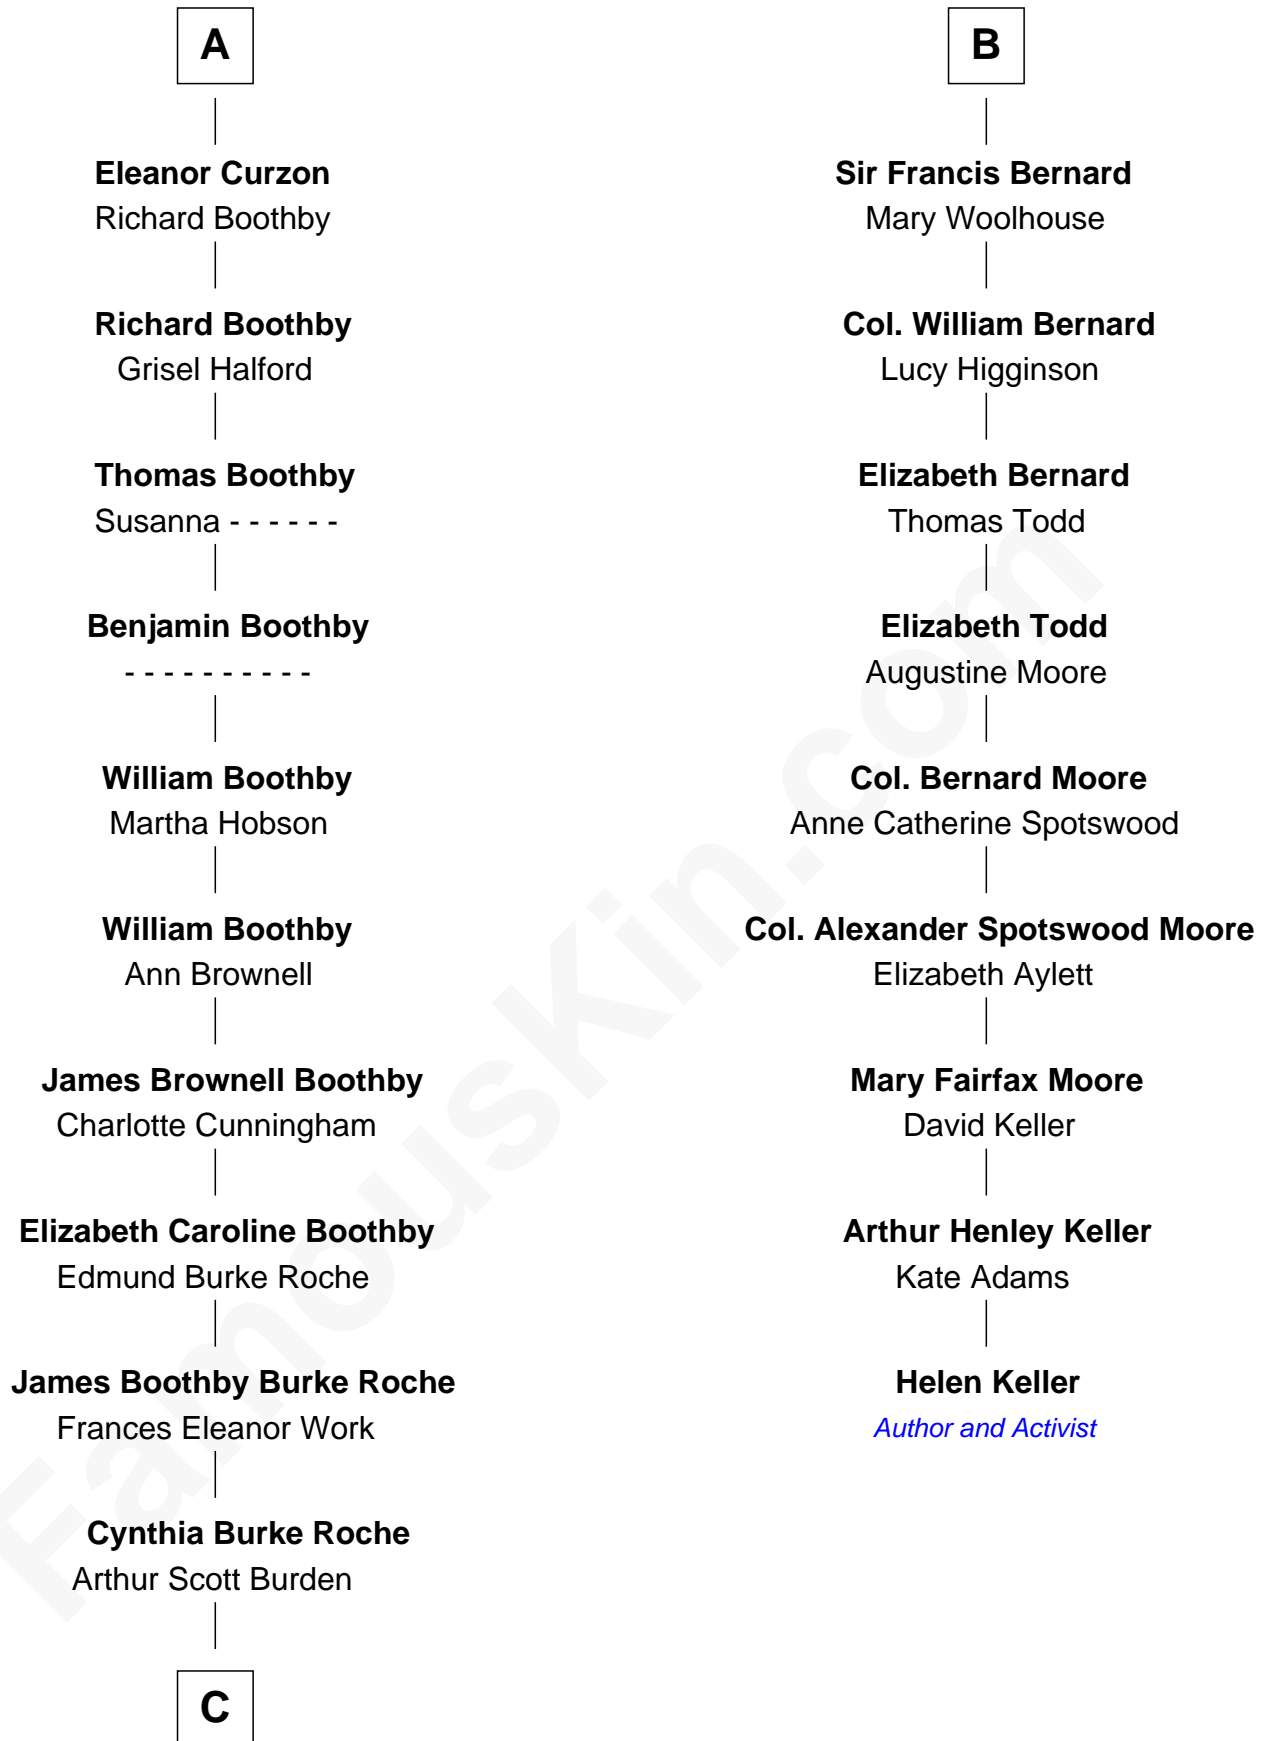 A
Eleanor Curzon
Richard Boothby
Richard Boothby
Grisel Halford
Thomas Boothby
Susanna - - - - - -
Benjamin Boothby
- - - - - - - - - -
William Boothby
Martha Hobson
William Boothby
Ann Brownell
James Brownell Boothby
Charlotte Cunningham
Elizabeth Caroline Boothby
Edmund Burke Roche
James Boothby Burke Roche
Frances Eleanor Work
Cynthia Burke Roche
Arthur Scott Burden
C
B
Sir Francis Bernard
Mary Woolhouse
Col. William Bernard
Lucy Higginson
Elizabeth Bernard
Thomas Todd
Elizabeth Todd
Augustine Moore
Col. Bernard Moore
Anne Catherine Spotswood
Col. Alexander Spotswood Moore
Elizabeth Aylett
Mary Fairfax Moore
David Keller
Arthur Henley Keller
Kate Adams
Helen Keller
Author and Activist
FamousKin.com